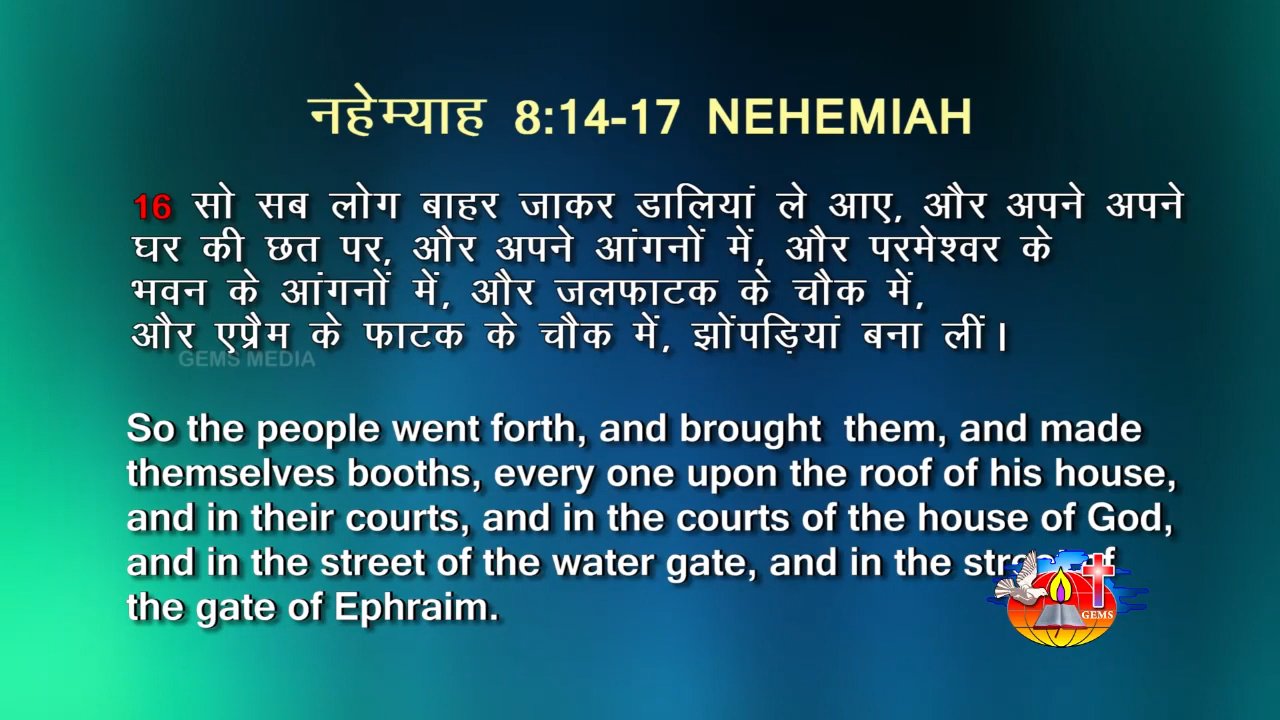 नहेम्याह 8:14-17 NEHEMIAH
16 सो सब लोग बाहर जाकर डालियां ले आए, और अपने अपने
घर की छत पर, और अपने आंगनों में, और परमेश्वर के
भवन के आंगनों में, और जलफाटक के चौक में,
और एप्रैम के फाटक के चौक में, झोंपड़ियां बना लीं।
GEMS MEDIA
So the people went forth, and brought them, and made
themselves booths, every one upon the roof of his house,
and in their courts, and in the courts of the house of God,
and in the street of the water gate, and in the street of
the gate of Ephraim.
GEMS